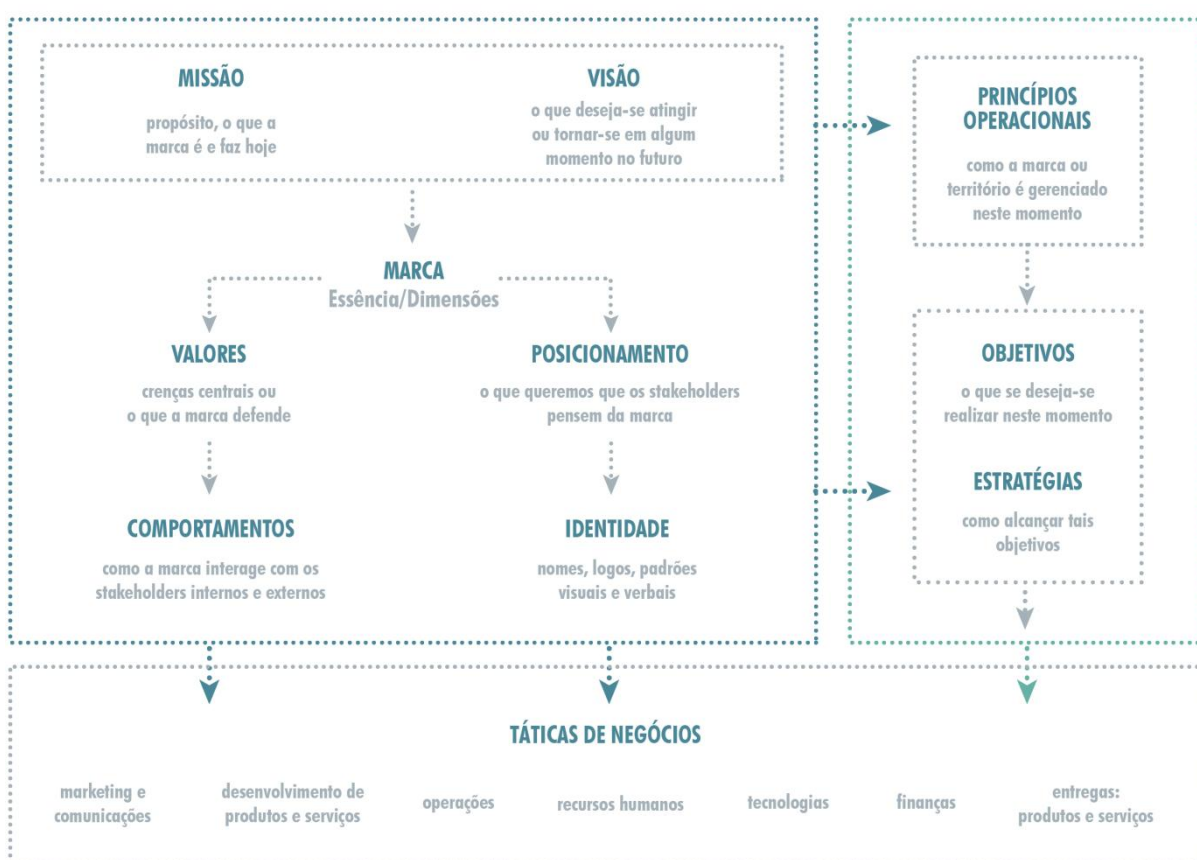 MISSÃO
propósito, o que a
marca é e faz hoje
VISÃO
o que deseja-se atingir
ou tornar-se em algum
momento no futuro
PRINCÍPIOS
OPERACIONAIS
como a marca ou
território é gerenciado
neste momento
MARCA
Essência/Dimensões
VALORES
crenças centrais ou
o que a marca defende
POSICIONAMENTO
o que queremos que os stakeholders
pensem da marca
OBJETIVOS
o que se deseja-se
realizar neste momento
ESTRATÉGIAS
como alcançar tais
objetivos
COMPORTAMENTOS
como a marca interage com os
stakeholders internos e externos
IDENTIDADE
nomes, logos, padrões
visuais e verbais
TÁTICAS DE NEGÓCIOS
marketing e
comunicações
desenvolvimento de
produtos e serviços
operações
recursos humanos
tecnologias
finanças
entregas:
produtos e serviços